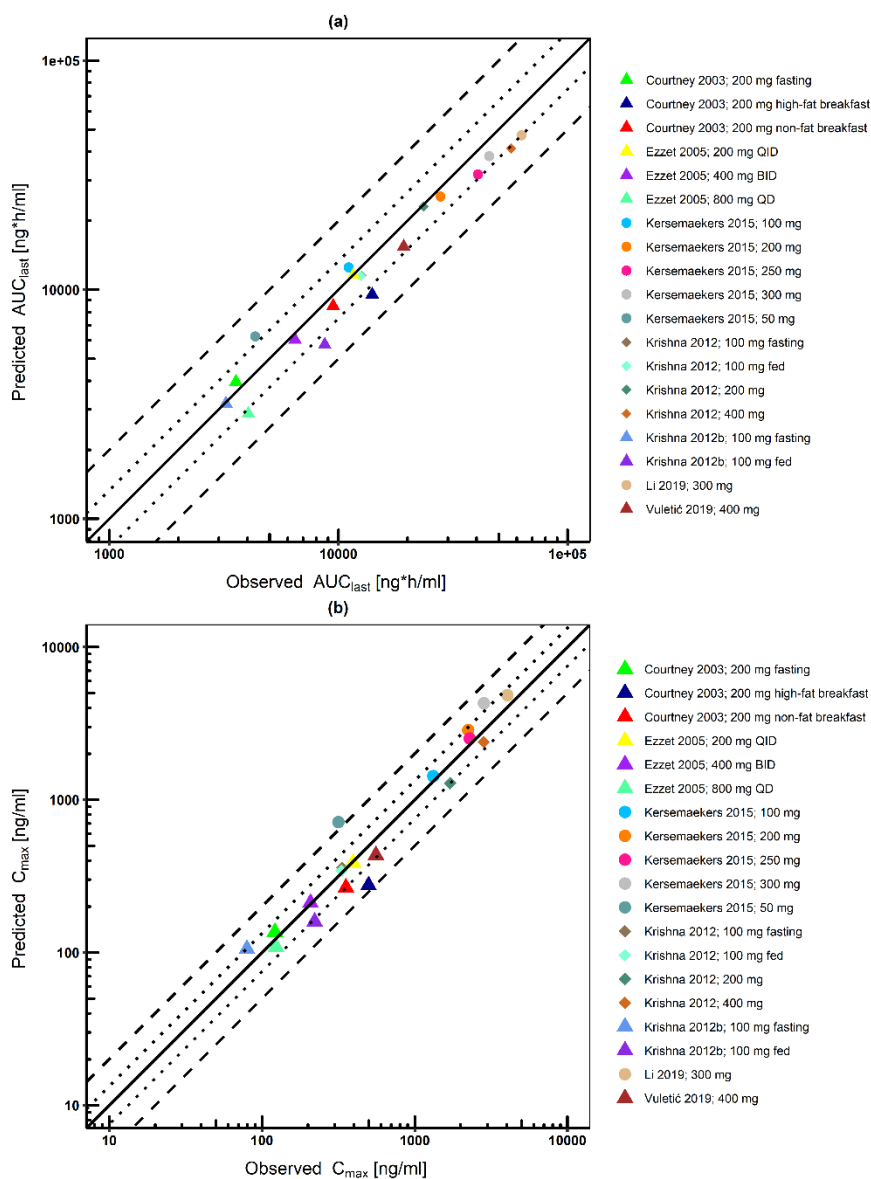 (a)
1e+05
10000
1000
Predicted AUClast [ng*h/ml]
1000 10000 1e+05
Observed AUClast [ng*h/ml]
Courtney 2003; 200 mg fasting
Courtney 2003; 200 mg high-fat breakfast
Courtney 2003; 200 mg non-fat breakfast
Ezzet 2005; 200 mg QID
Ezzet 2005; 400 mg BID
Ezzet 2005; 800 mg QD
Kersemaekers 2015; 100 mg
Kersemaekers 2015; 200 mg
Kersemaekers 2015; 250 mg
Kersemaekers 2015; 300 mg
Kersemaekers 2015; 50 mg
Krishna 2012; 100 mg fasting
Krishna 2012; 100 mg fed
Krishna 2012; 200 mg
Krishna 2012; 400 mg
Krishna 2012b; 100 mg fasting
Krishna 2012b; 100 mg fed
Li 2019; 300 mg
Vuletić 2019; 400 mg
(b)
10000
1000
100
10
Predicted Cmax [ng/ml]
10 100 1000 10000
Observed Cmax [ng/ml]
Courtney 2003; 200 mg fasting
Courtney 2003; 200 mg high-fat breakfast
Courtney 2003; 200 mg non-fat breakfast
Ezzet 2005; 200 mg QID
Ezzet 2005; 400 mg BID
Ezzet 2005; 800 mg QD
Kersemaekers 2015; 100 mg
Kersemaekers 2015; 200 mg
Kersemaekers 2015; 250 mg
Kersemaekers 2015; 300 mg
Kersemaekers 2015; 50 mg
Krishna 2012; 100 mg fasting
Krishna 2012; 100 mg fed
Krishna 2012; 200 mg
Krishna 2012; 400 mg
Krishna 2012b; 100 mg fasting
Krishna 2012b; 100 mg fed
Li 2019; 300 mg
Vuletić 2019; 400 mg